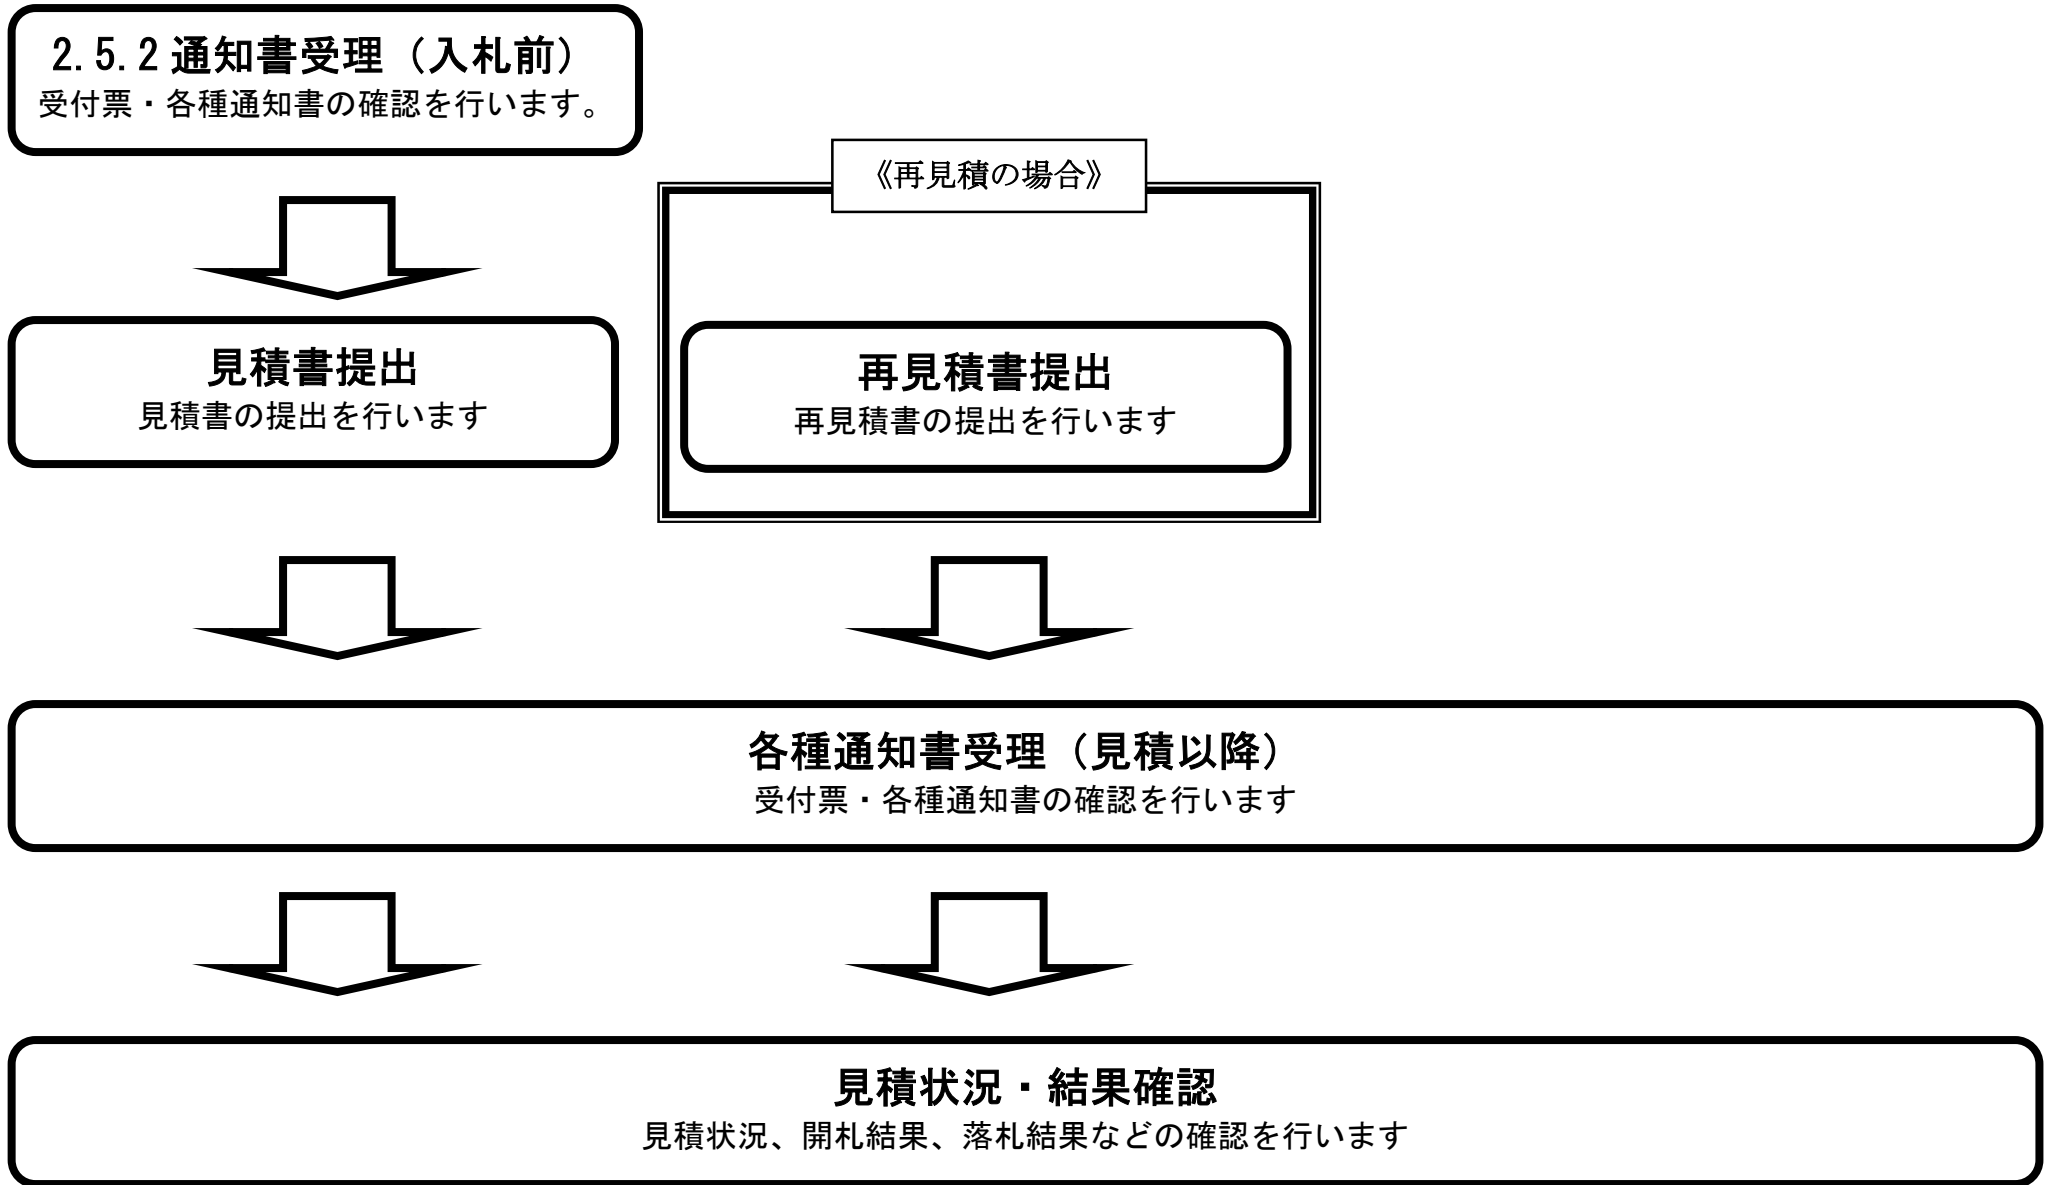 2.5.2 通知書受理（入札前）
受付票・各種通知書の確認を行います。
《再見積の場合》
見積書提出
見積書の提出を行います
再見積書提出
再見積書の提出を行います
各種通知書受理（見積以降）
受付票・各種通知書の確認を行います
見積状況・結果確認
見積状況、開札結果、落札結果などの確認を行います